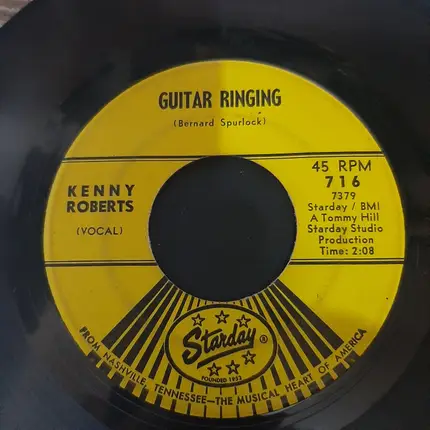 GUITAR RINGING
(Bernard Spurlock)
KENNY
ROBERTS
(VOCAL)
45 RPM
716
7379
Starday / BMI
A Tommy Hill
Starday Studio
Production
Time: 2:08
Starday ®
FOUNDED 1952
FROM NASHVILLE, TENNESSEE—THE MUSICAL HEART OF AMERICA